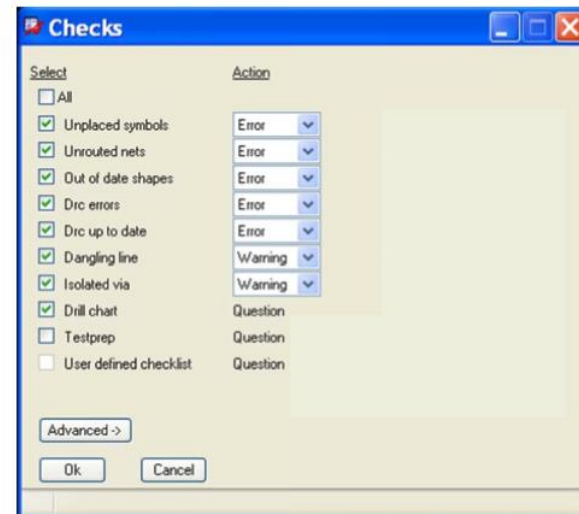 Checks
Select Action
All
Unplaced symbols Error
Unrouted nets Error
Out of date shapes Error
Drc errors Error
Drc up to date Error
Dangling line Warning
Isolated via Warning
Drill chart Question
Testprep Question
User defined checklist Question
Advanced ->
Ok Cancel